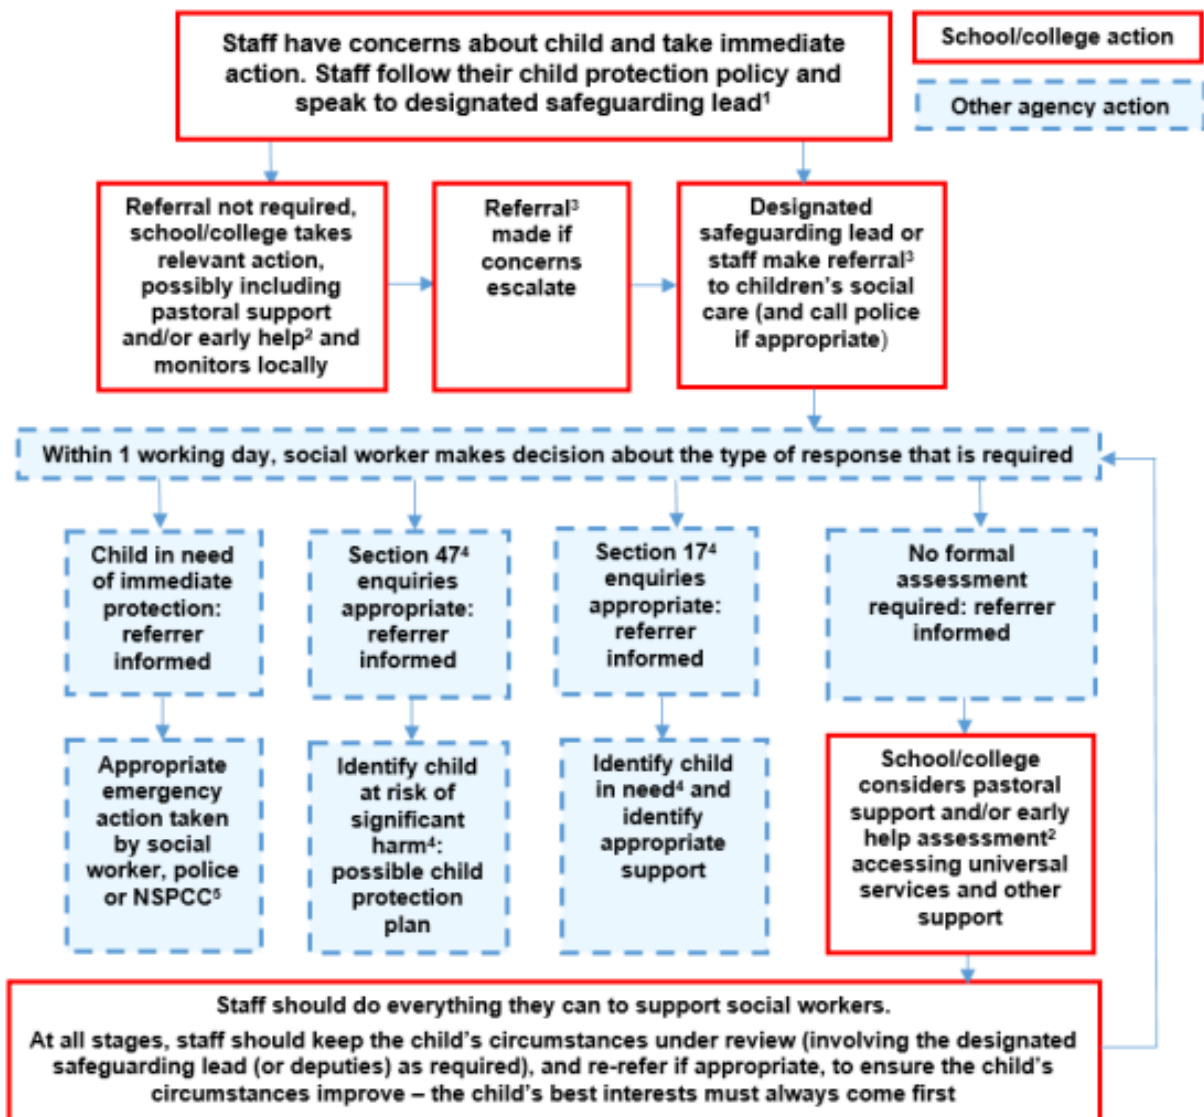 Staff have concerns about child and take immediate
action. Staff follow their child protection policy and
speak to designated safeguarding lead¹
School/college action
Other agency action
Referral not required,
school/college takes
relevant action,
possibly including
pastoral support
and/or early help² and
monitors locally
Referral³
made if
concerns
escalate
Designated
safeguarding lead or
staff make referral³
to children's social
care (and call police
if appropriate)
Within 1 working day, social worker makes decision about the type of response that is required
Child in need
of immediate
protection:
referrer
informed
Section 47⁴
enquiries
appropriate:
referrer
informed
Section 17⁴
enquiries
appropriate:
referrer
informed
No formal
assessment
required: referrer
informed
Appropriate
emergency
action taken
by social
worker, police
or NSPCC⁵
Identify child
at risk of
significant
harm⁴:
possible child
protection
plan
Identify child
in need⁴ and
identify
appropriate
support
School/college
considers pastoral
support and/or early
help assessment²
accessing universal
services and other
support
Staff should do everything they can to support social workers.
At all stages, staff should keep the child's circumstances under review (involving the designated
safeguarding lead (or deputies) as required), and re-refer if appropriate, to ensure the child's
circumstances improve – the child's best interests must always come first